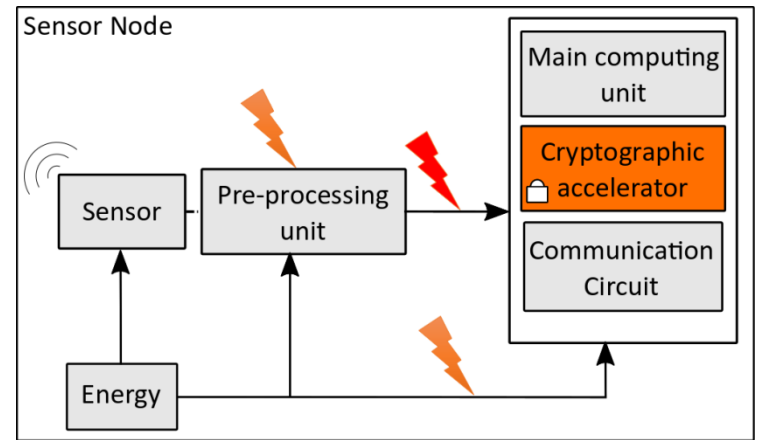 Sensor Node
Main computing
unit
Cryptographic
accelerator
Pre-processing
unit
Sensor
Communication
Circuit
Energy